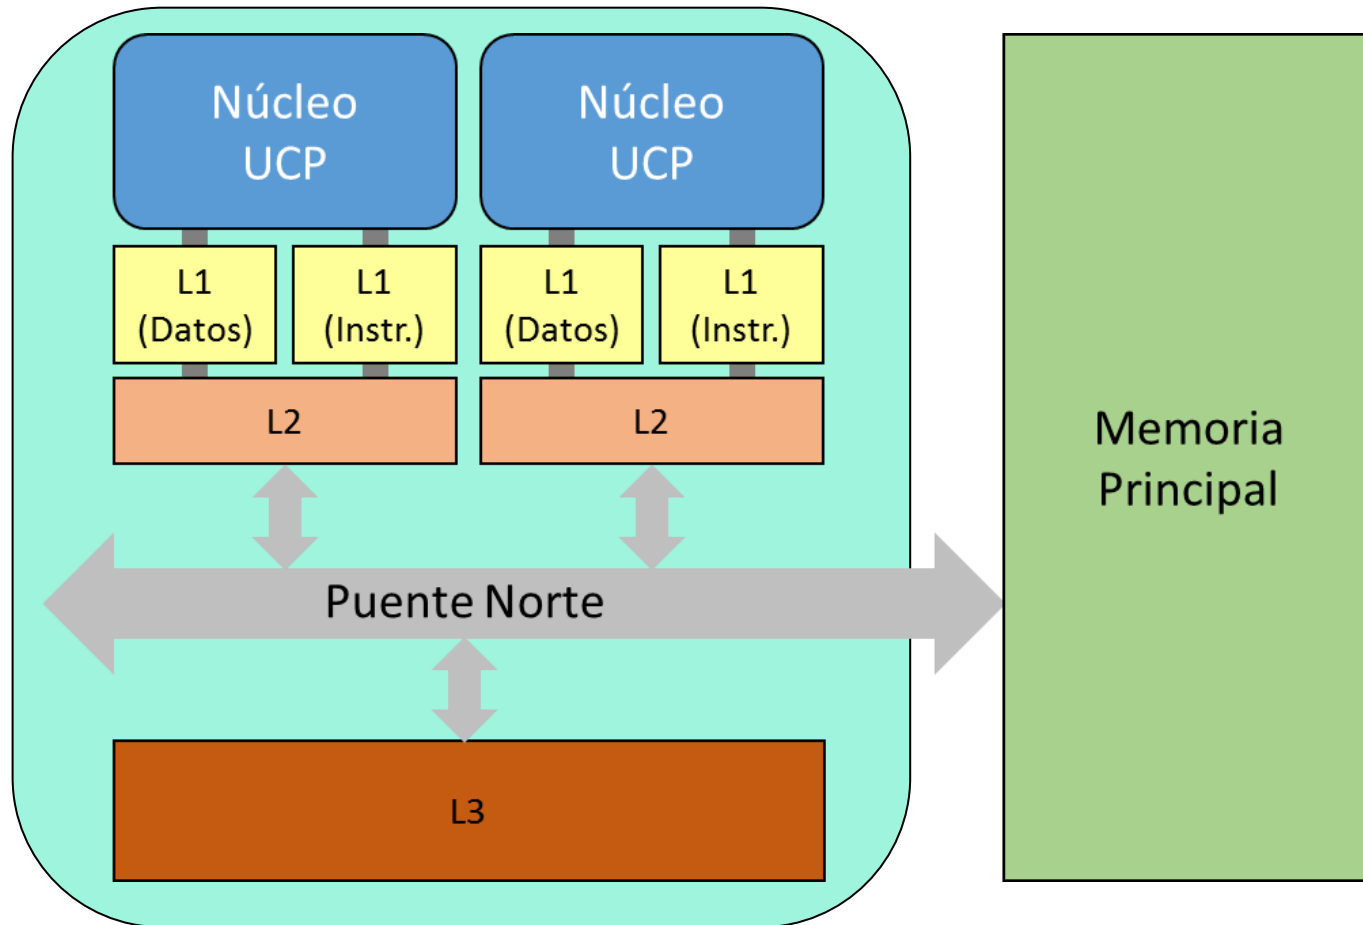 Núcleo
UCP
Núcleo
UCP
L1
(Datos)
L1
(Instr.)
L1
(Datos)
L1
(Instr.)
L2
L2
Puente Norte
L3
Memoria
Principal